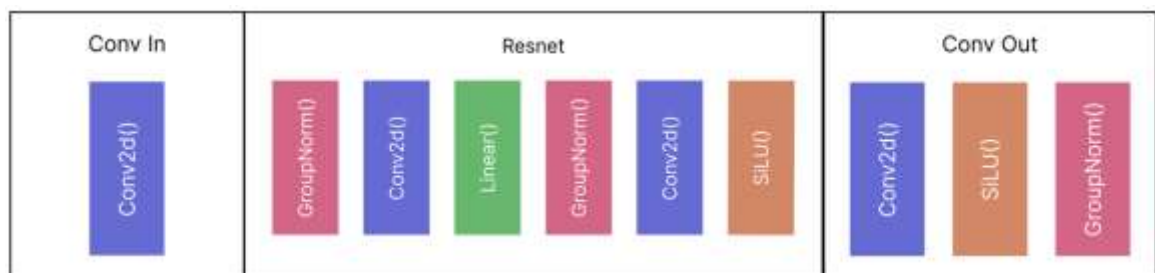 Conv In
Conv2d()
Resnet
GroupNorm()
Conv2d()
Linear()
GroupNorm()
Conv2d()
SiLU()
Conv Out
Conv2d()
SiLU()
GroupNorm()